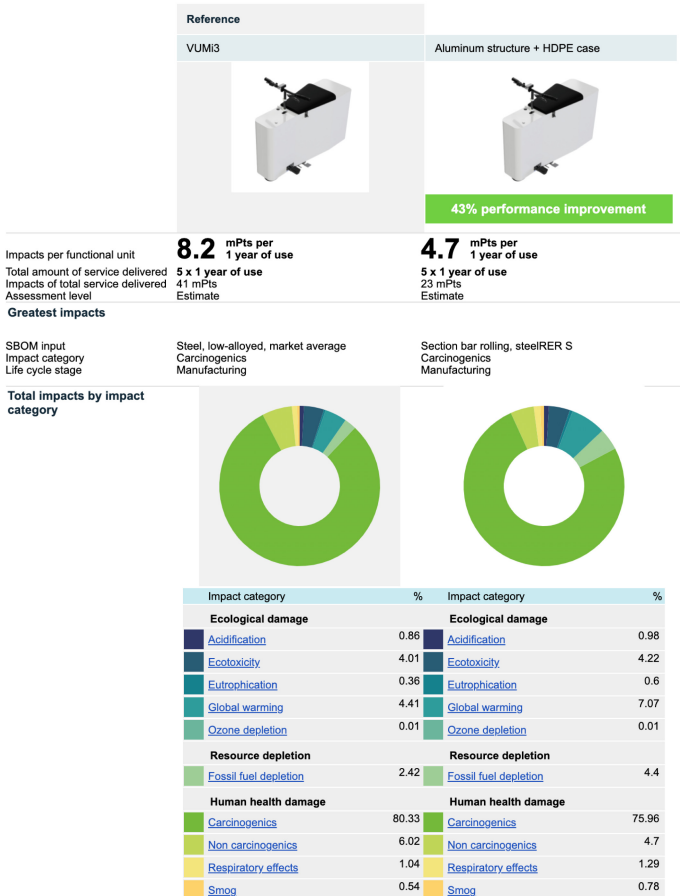 Reference
VUMi3 Aluminum structure + HDPE case
43% performance improvement
Impacts per functional unit 8.2 mPts per 1 year of use 4.7 mPts per 1 year of use
Total amount of service delivered 5 x 1 year of use 5 x 1 year of use
Impacts of total service delivered 41 mPts 23 mPts
Assessment level Estimate Estimate
Greatest impacts
SBOM input Steel, low-alloyed, market average Section bar rolling, steelRER S
Impact category Carcinogenics Carcinogenics
Life cycle stage Manufacturing Manufacturing
Total impacts by impact
category
Impact category % Impact category %
Ecological damage Ecological damage
Acidification 0.86 Acidification 0.98
Ecotoxicity 4.01 Ecotoxicity 4.22
Eutrophication 0.36 Eutrophication 0.6
Global warming 4.41 Global warming 7.07
Ozone depletion 0.01 Ozone depletion 0.01
Resource depletion Resource depletion
Fossil fuel depletion 2.42 Fossil fuel depletion 4.4
Human health damage Human health damage
Carcinogenics 80.33 Carcinogenics 75.96
Non carcinogenics 6.02 Non carcinogenics 4.7
Respiratory effects 1.04 Respiratory effects 1.29
Smog 0.54 Smog 0.78